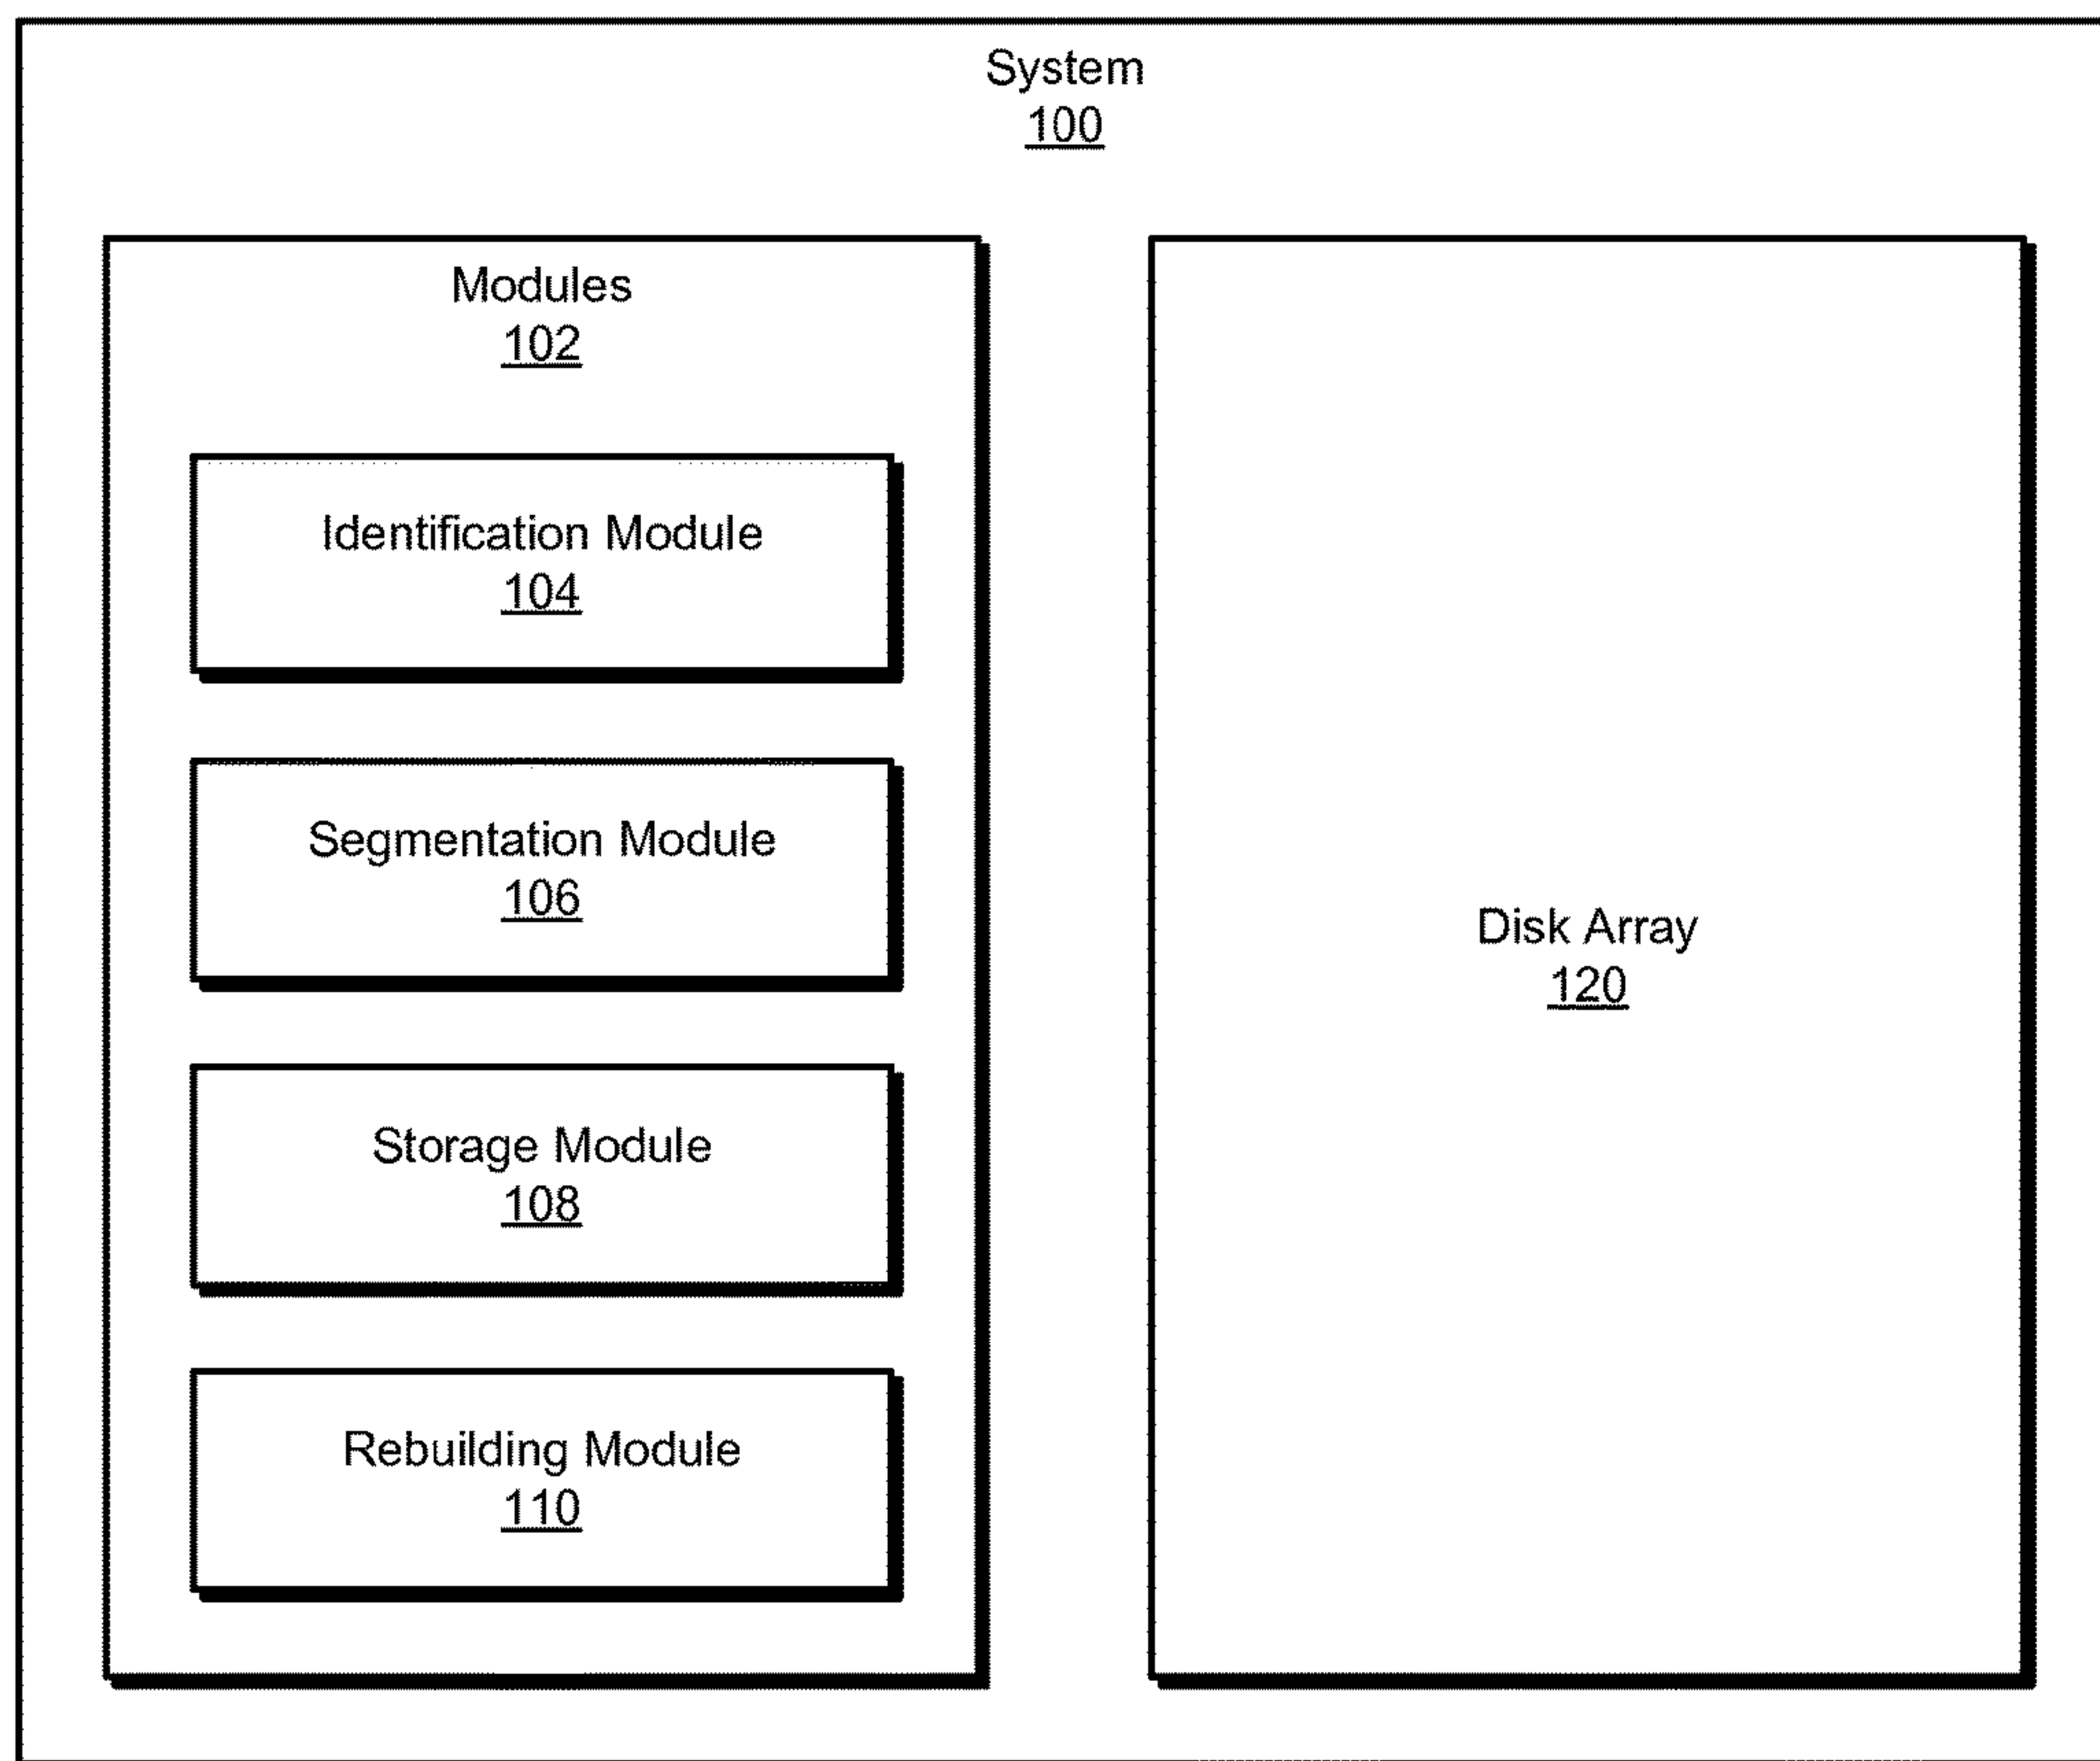 System
100
Modules
102
Identification Module
104
Segmentation Module
106
Storage Module
108
Rebuilding Module
110
Disk Array
120